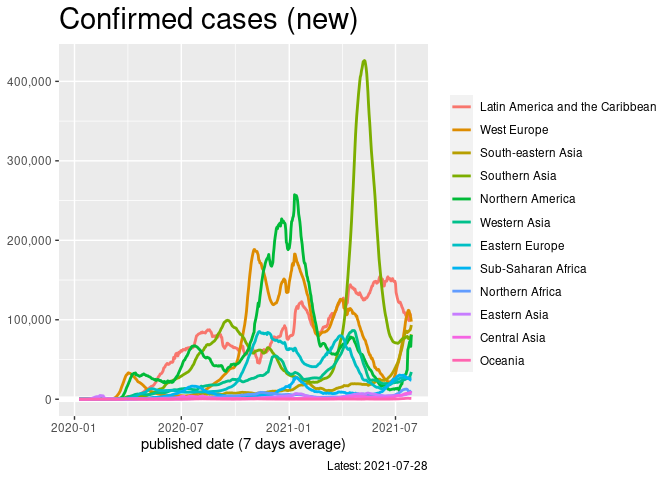 Confirmed cases (new)
400,000
300,000
200,000
100,000
0
2020-01
2020-07
2021-01
2021-07
published date (7 days average)
Latest: 2021-07-28
Latin America and the Caribbean
West Europe
South-eastern Asia
Southern Asia
Northern America
Western Asia
Eastern Europe
Sub-Saharan Africa
Northern Africa
Eastern Asia
Central Asia
Oceania